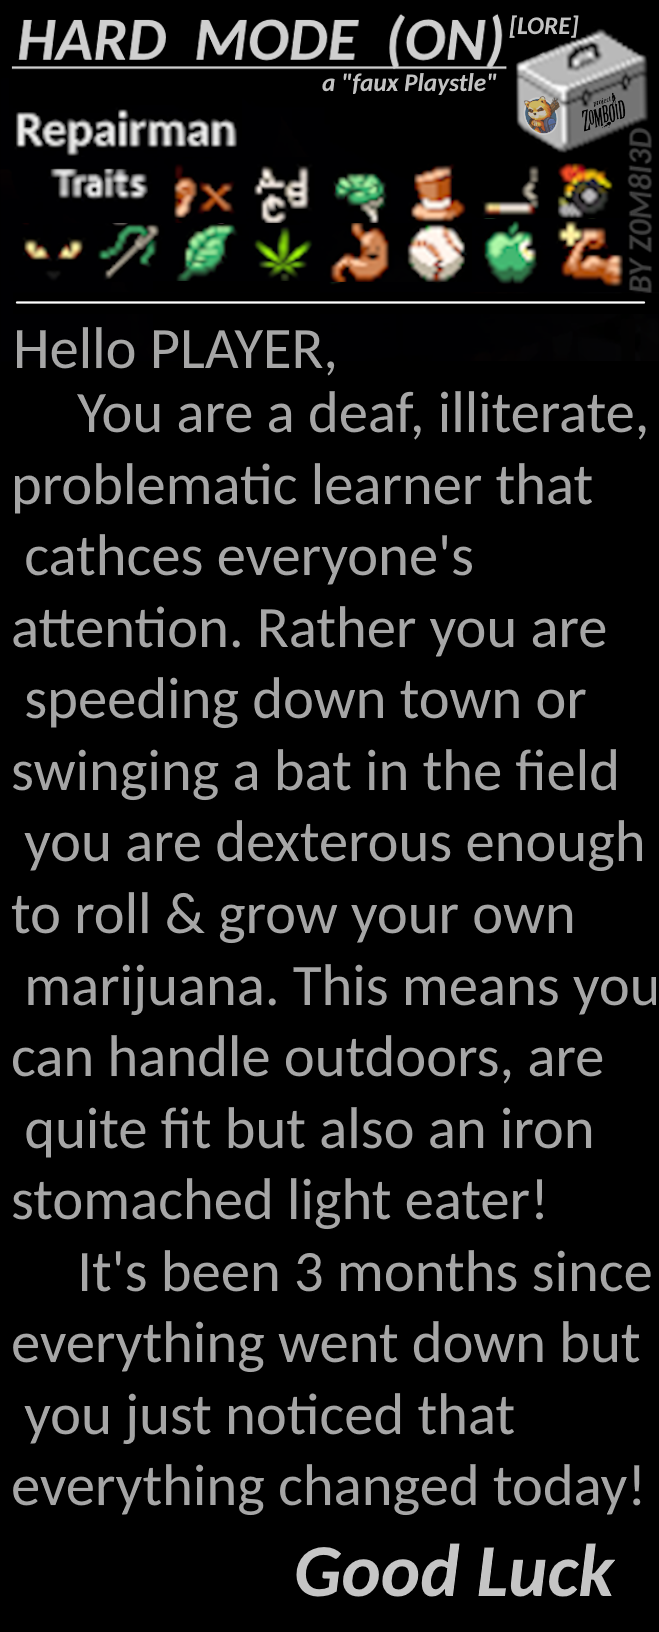 HARD MODE (ON) [LORE]
a "faux Playstle"
project
ZOMBOID
Repairman
Traits
BY Z0M8I3D
Hello PLAYER,
You are a deaf, illiterate,
problematic learner that
cathces everyone's
attention. Rather you are
speeding down town or
swinging a bat in the field
you are dexterous enough
to roll & grow your own
marijuana. This means you
can handle outdoors, are
quite fit but also an iron
stomached light eater!
It's been 3 months since
everything went down but
you just noticed that
everything changed today!
Good Luck